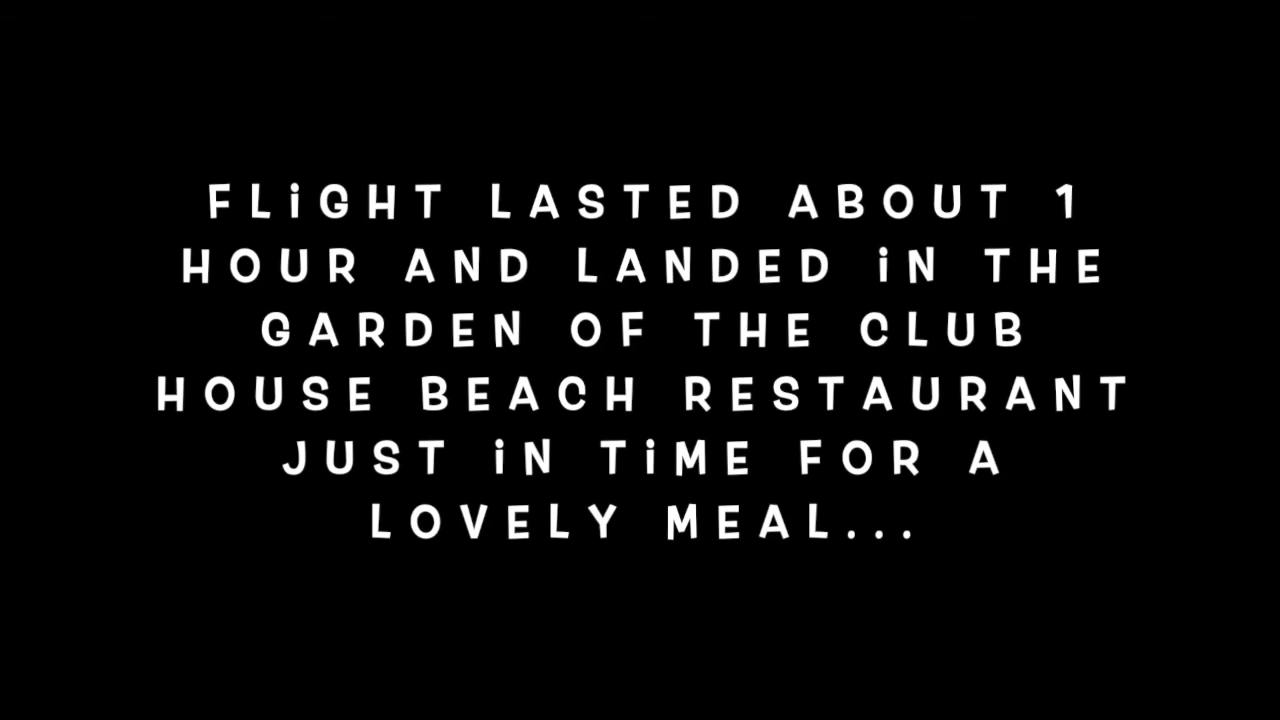 FLiGHT LASTED ABOUT 1
HOUR AND LANDED iN THE
GARDEN OF THE CLUB
HOUSE BEACH RESTAURANT
JUST iN TiME FOR A
LOVELY MEAL...